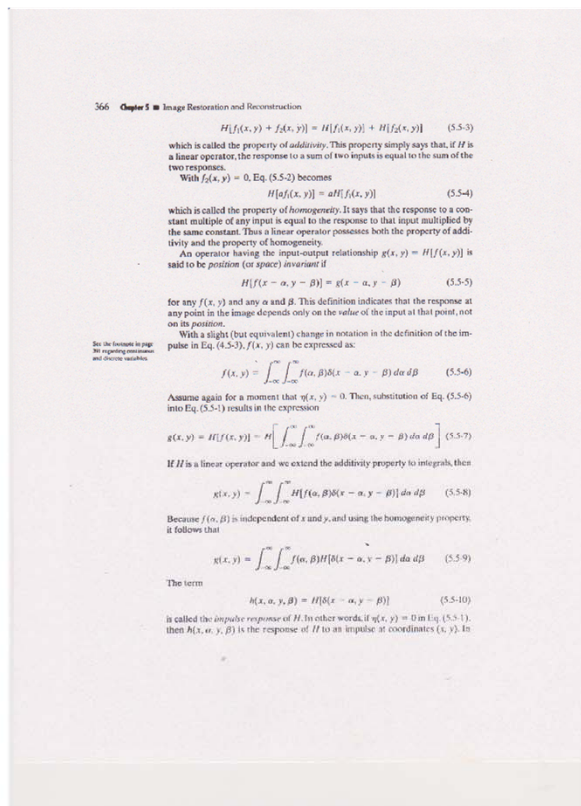 366 Chapter 5 ■ Image Restoration and Reconstruction
H[f₁(x, y) + f₂(x, y)] = H[f₁(x, y)] + H[f₂(x, y)] (5.5-3)
which is called the property of additivity. This property simply says that, if H is
a linear operator, the response to a sum of two inputs is equal to the sum of the
two responses.
With f₂(x, y) = 0, Eq. (5.5-2) becomes
H[af₁(x, y)] = aH[f₁(x, y)] (5.5-4)
which is called the property of homogeneity. It says that the response to a con-
stant multiple of any input is equal to the response to that input multiplied by
the same constant. Thus a linear operator possesses both the property of addi-
tivity and the property of homogeneity.
An operator having the input-output relationship g(x, y) = H[f(x, y)] is
said to be position (or space) invariant if
H[f(x − α, y − β)] = g(x − α, y − β) (5.5-5)
for any f(x, y) and any α and β. This definition indicates that the response at
any point in the image depends only on the value of the input at that point, not
on its position.
With a slight (but equivalent) change in notation in the definition of the im-
See the footnote in page
regarding continuous
and discrete variables.
pulse in Eq. (4.5-3), f(x, y) can be expressed as:
f(x, y) = ∫_{-∞}^{∞} ∫_{-∞}^{∞} f(α, β)δ(x − α, y − β) dα dβ (5.5-6)
Assume again for a moment that η(x, y) = 0. Then, substitution of Eq. (5.5-6)
into Eq. (5.5-1) results in the expression
g(x, y) = H[f(x, y)] = H[∫_{-∞}^{∞} ∫_{-∞}^{∞} f(α, β)δ(x − α, y − β) dα dβ] (5.5-7)
If H is a linear operator and we extend the additivity property to integrals, then
g(x, y) = ∫_{-∞}^{∞} ∫_{-∞}^{∞} H[f(α, β)δ(x − α, y − β)] dα dβ (5.5-8)
Because f(α, β) is independent of x and y, and using the homogeneity property,
it follows that
g(x, y) = ∫_{-∞}^{∞} ∫_{-∞}^{∞} f(α, β)H[δ(x − α, y − β)] dα dβ (5.5-9)
The term
h(x, α, y, β) = H[δ(x − α, y − β)] (5.5-10)
is called the impulse response of H. In other words, if η(x, y) = 0 in Eq. (5.5-1),
then h(x, α, y, β) is the response of H to an impulse at coordinates (x, y). In